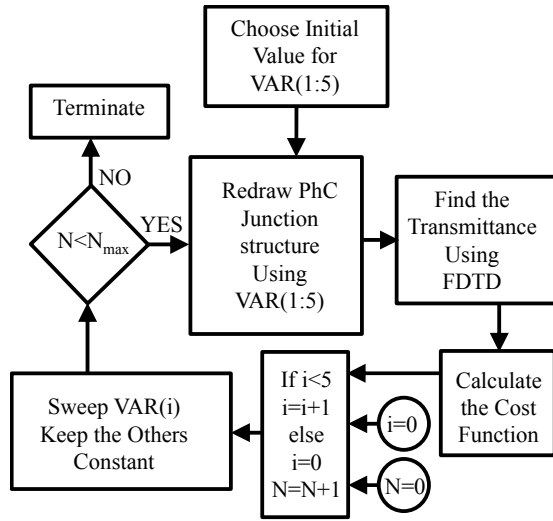 Choose Initial
Value for
VAR(1:5)
Terminate
NO
N<Nmax
YES
Redraw PhC
Junction
structure
Using
VAR(1:5)
Find the
Transmittance
Using
FDTD
Calculate
the Cost
Function
If i<5
i=i+1
else
i=0
N=N+1
i=0
N=0
Sweep VAR(i)
Keep the Others
Constant